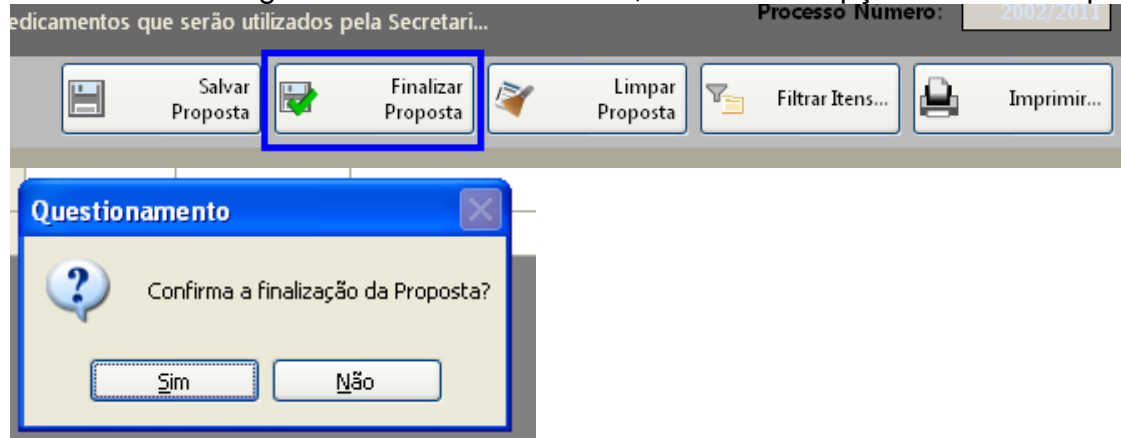 edicamentos que serão utilizados pela Secretari...
Processo Número: 2002/2011
Salvar
Proposta
Finalizar
Proposta
Limpar
Proposta
Filtrar Itens...
Imprimir...
Questionamento
Confirma a finalização da Proposta?
Sim
Não